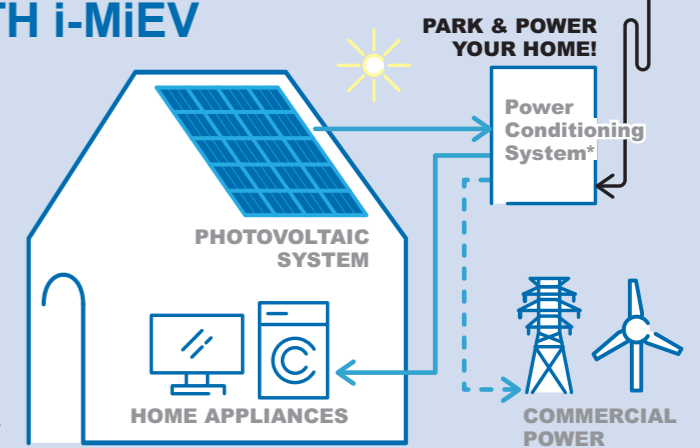 TH i-MiEV
PARK & POWER
YOUR HOME!
Power
Conditioning
System*
PHOTOVOLTAIC
SYSTEM
HOME APPLIANCES
COMMERCIAL
POWER